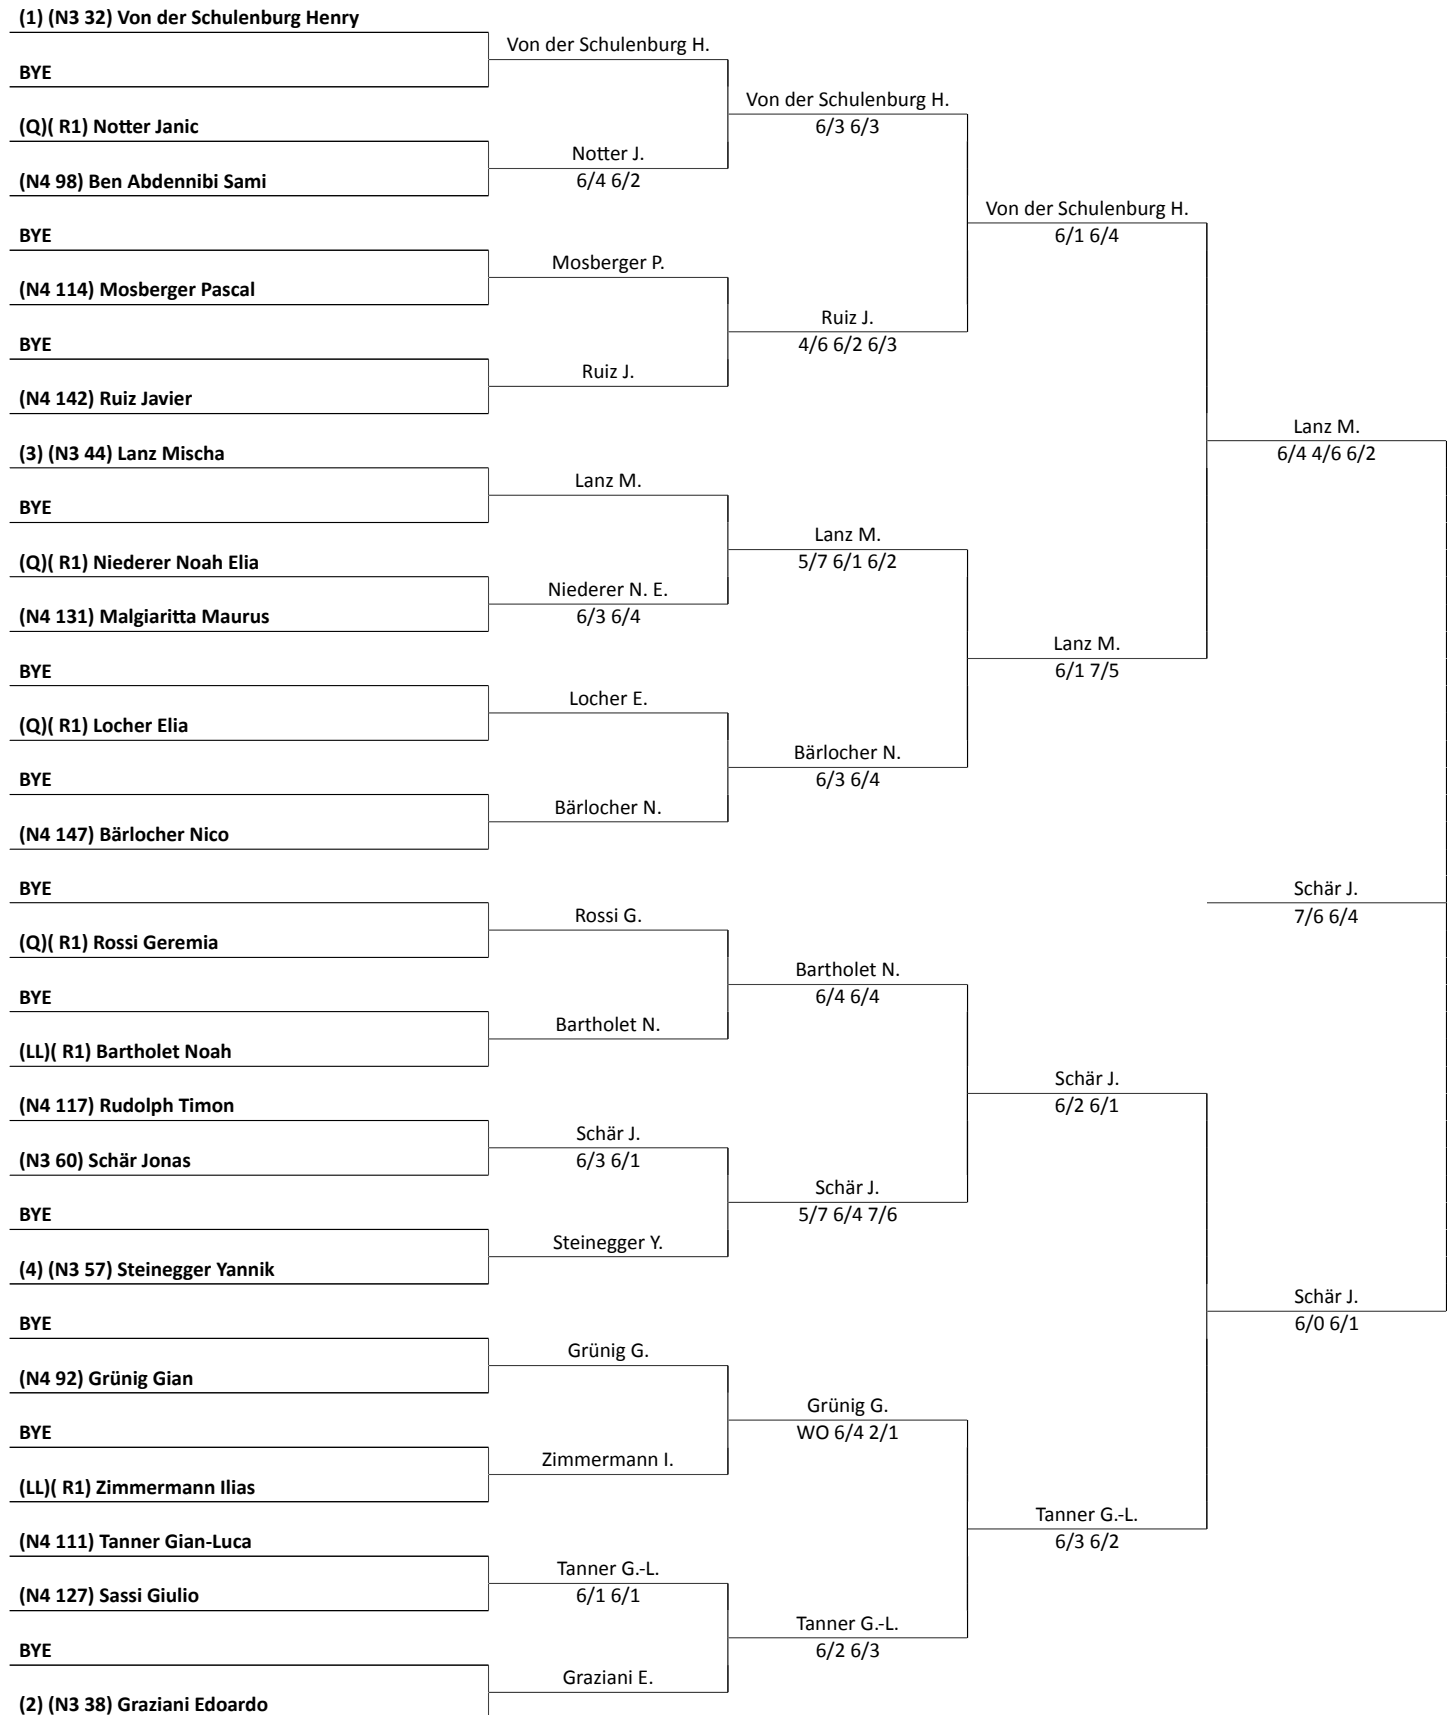 (1) (N3 32) Von der Schulenburg Henry
Von der Schulenburg H.
BYE
Von der Schulenburg H.
6/3 6/3
(Q)( R1) Notter Janic
Notter J.
6/4 6/2
(N4 98) Ben Abdennibi Sami
Von der Schulenburg H.
6/1 6/4
BYE
Mosberger P.
(N4 114) Mosberger Pascal
Ruiz J.
4/6 6/2 6/3
BYE
Ruiz J.
(N4 142) Ruiz Javier
Lanz M.
6/4 4/6 6/2
(3) (N3 44) Lanz Mischa
Lanz M.
BYE
Lanz M.
5/7 6/1 6/2
(Q)( R1) Niederer Noah Elia
Niederer N. E.
6/3 6/4
(N4 131) Malgiaritta Maurus
Lanz M.
6/1 7/5
BYE
Locher E.
(Q)( R1) Locher Elia
Bärlocher N.
6/3 6/4
BYE
Bärlocher N.
(N4 147) Bärlocher Nico
BYE
Schär J.
7/6 6/4
Rossi G.
(Q)( R1) Rossi Geremia
Bartholet N.
6/4 6/4
BYE
Bartholet N.
(LL)( R1) Bartholet Noah
Schär J.
6/2 6/1
(N4 117) Rudolph Timon
Schär J.
6/3 6/1
(N3 60) Schär Jonas
Schär J.
5/7 6/4 7/6
BYE
Steinegger Y.
(4) (N3 57) Steinegger Yannik
Schär J.
6/0 6/1
BYE
Grünig G.
(N4 92) Grünig Gian
Grünig G.
WO 6/4 2/1
BYE
Zimmermann I.
(LL)( R1) Zimmermann Ilias
Tanner G.-L.
6/3 6/2
(N4 111) Tanner Gian-Luca
Tanner G.-L.
6/1 6/1
(N4 127) Sassi Giulio
Tanner G.-L.
6/2 6/3
BYE
Graziani E.
(2) (N3 38) Graziani Edoardo